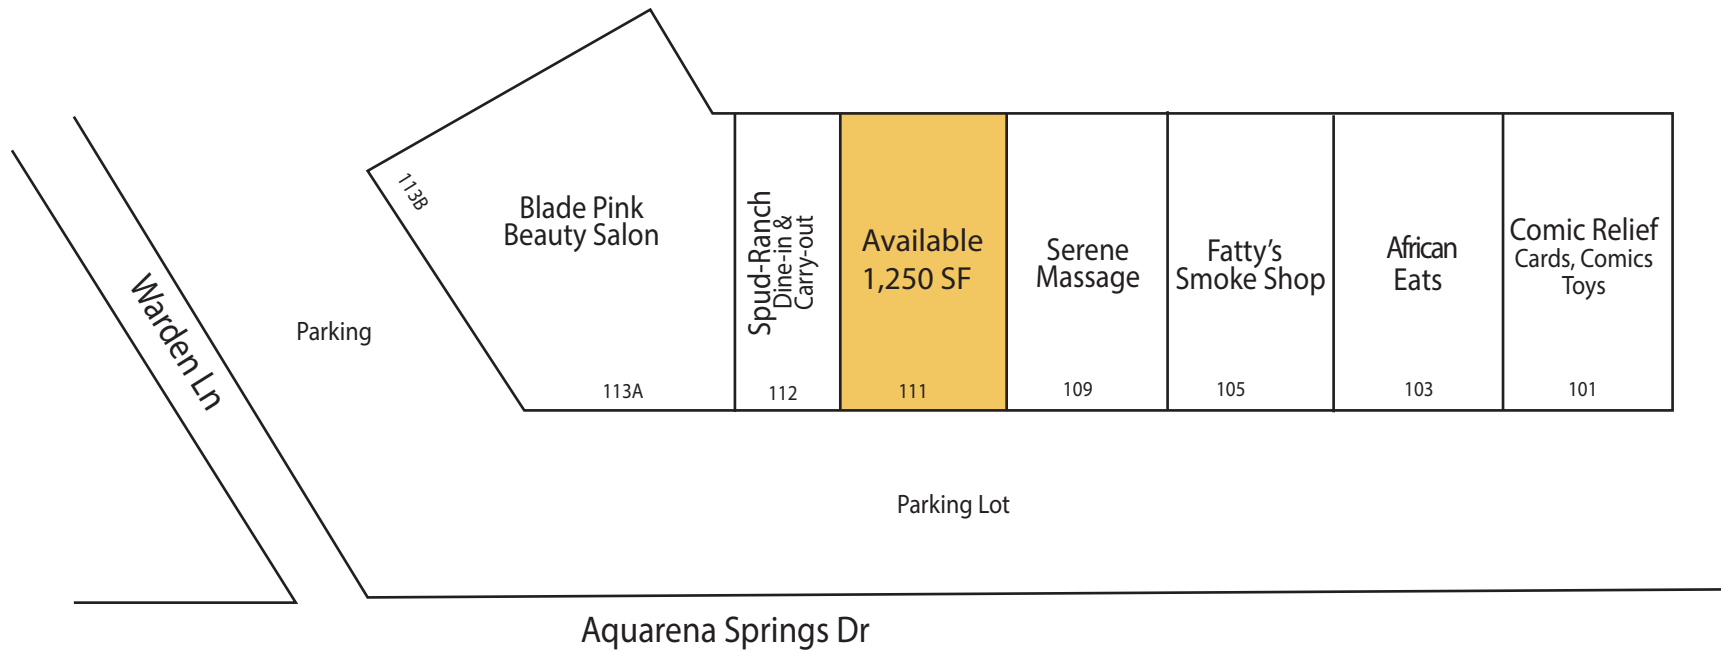 113B
Blade Pink
Beauty Salon
113A
Spud-Ranch
Dine-in &
Carry-out
112
Available
1,250 SF
111
Serene
Massage
109
Fatty's
Smoke Shop
105
African
Eats
103
Comic Relief
Cards, Comics
Toys
101
Warden Ln
Parking
Parking Lot
Aquarena Springs Dr